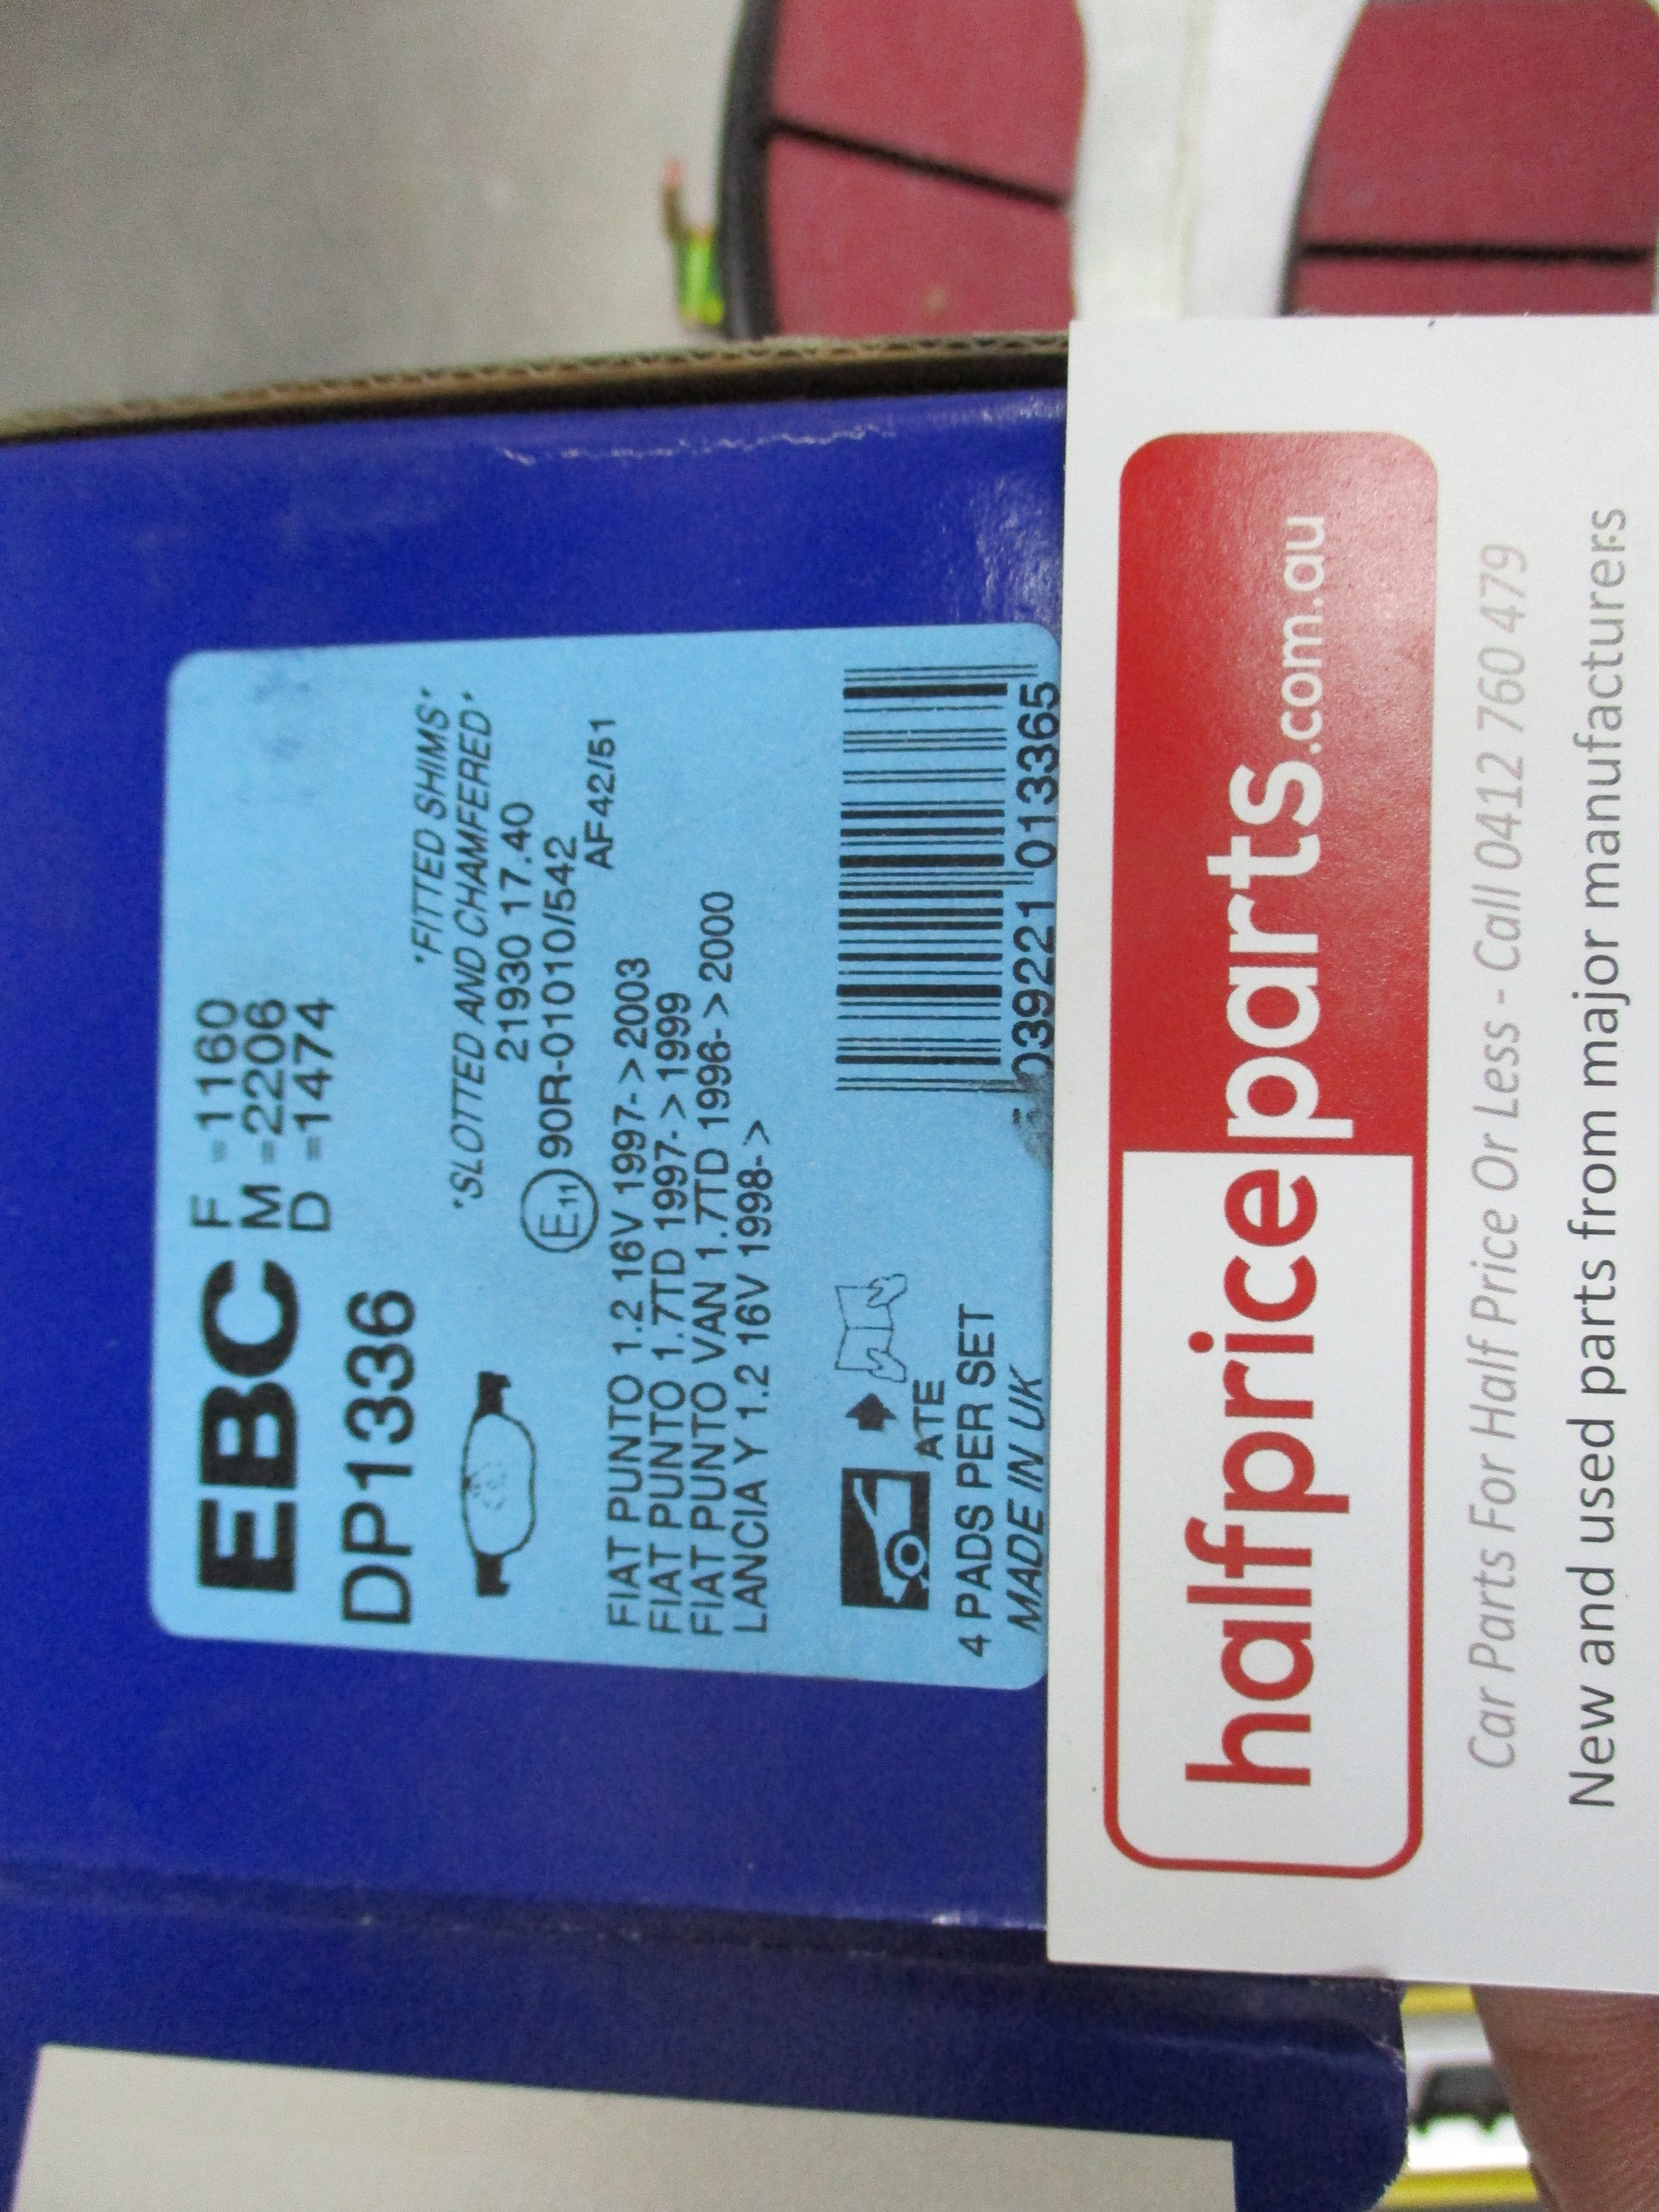 EBC
F =1160
M =2206
D =1474
DP1336
"FITTED SHIMS"
"SLOTTED AND CHAMFERED"
21930 17.40
E11 90R-01010/542
AF42/51
FIAT PUNTO 1.2 16V 1997->2003
FIAT PUNTO 1.7TD 1997->1999
FIAT PUNTO VAN 1.7TD 1996->2000
LANCIA Y 1.2 16V 1998->
ATE
4 PADS PER SET
MADE IN UK
5 039221 013365
halfpriceparts.com.au
Car Parts For Half Price Or Less - Call 0412 760 479
New and used parts from major manufacturers